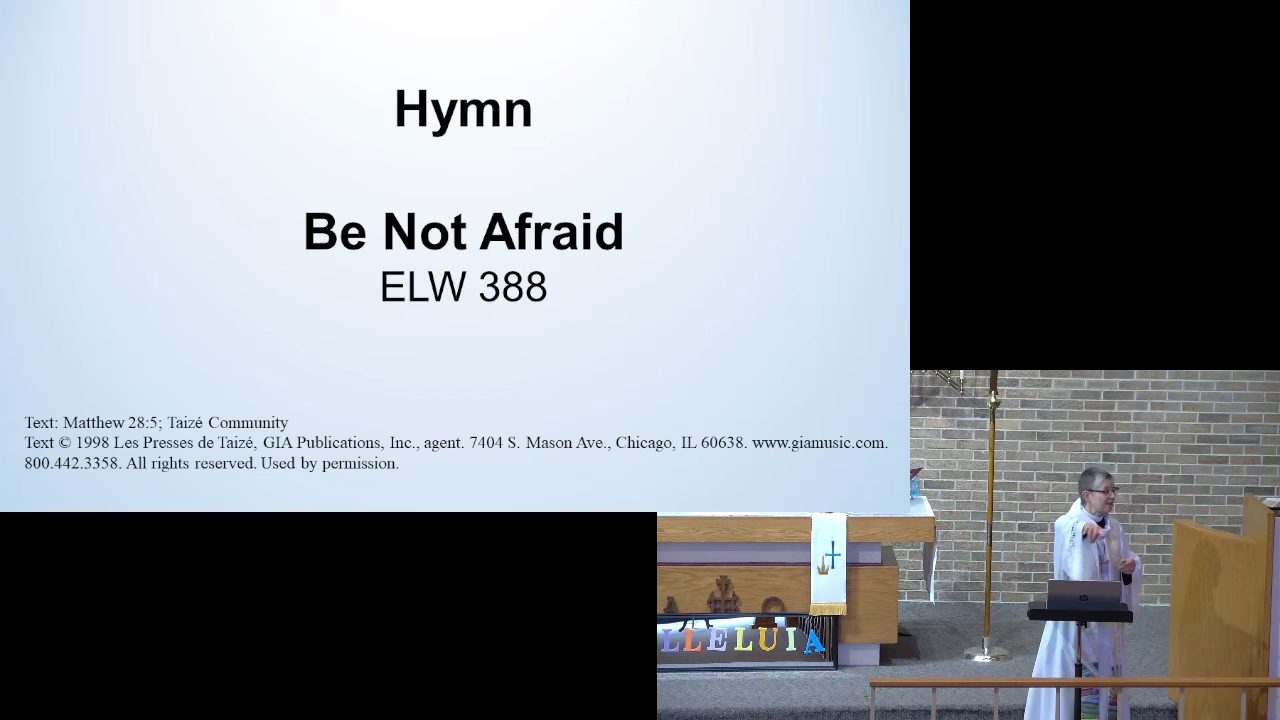 Hymn
Be Not Afraid
ELW 388
Text: Matthew 28:5; Taizé Community
Text © 1998 Les Presses de Taizé, GIA Publications, Inc., agent. 7404 S. Mason Ave., Chicago, IL 60638. www.giamusic.com.
800.442.3358. All rights reserved. Used by permission.
LLELUIA
hp